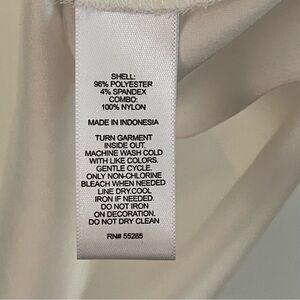 SHELL:
96% POLYESTER
4% SPANDEX
COMBO:
100% NYLON
MADE IN INDONESIA
TURN GARMENT
INSIDE OUT.
MACHINE WASH COLD
WITH LIKE COLORS.
GENTLE CYCLE.
ONLY NON-CHLORINE
BLEACH WHEN NEEDED
LINE DRY.COOL
IRON IF NEEDED.
DO NOT IRON
ON DECORATION.
DO NOT DRY CLEAN
RN# 55285